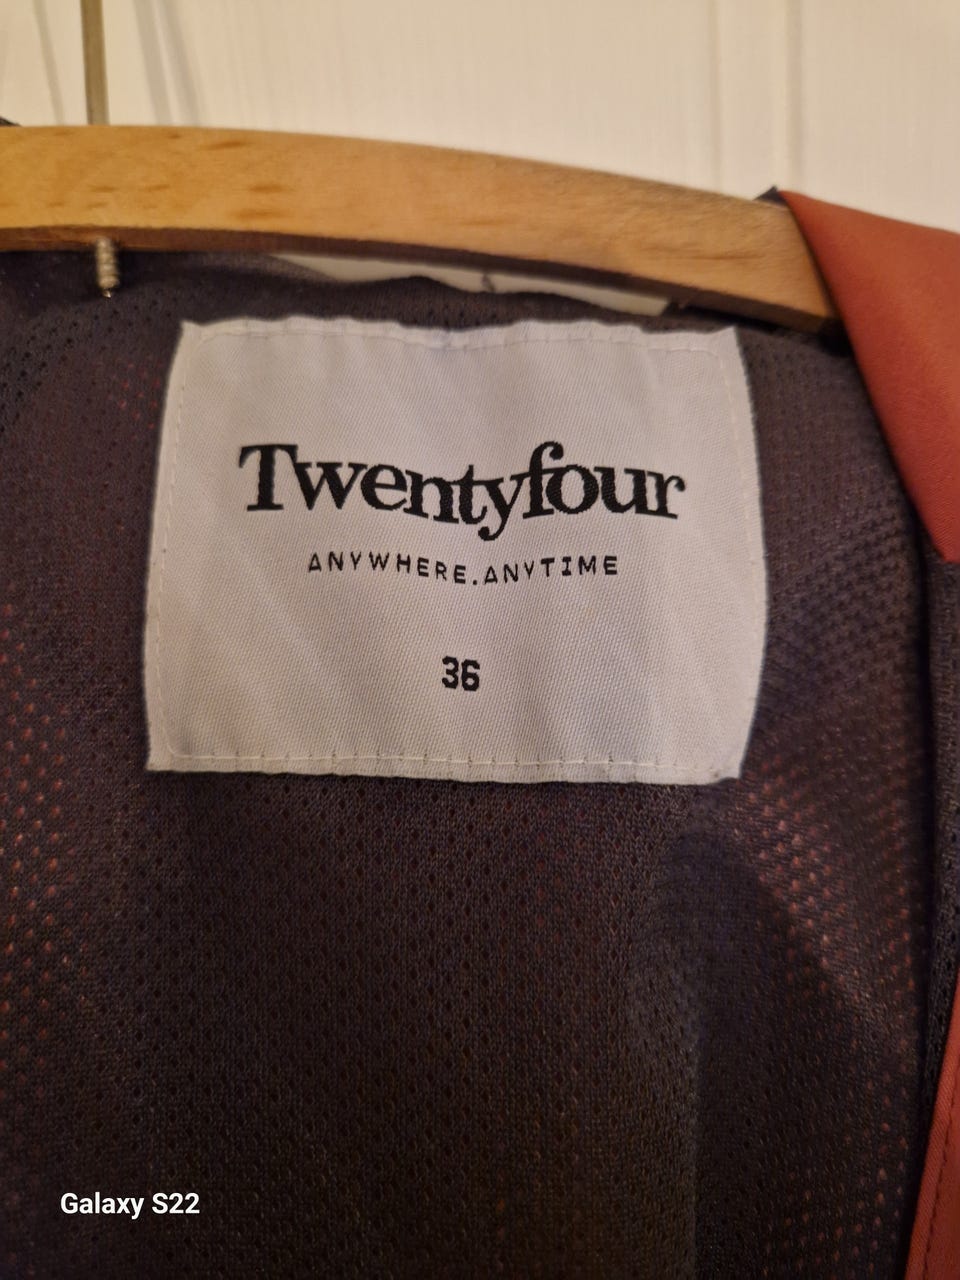 Twentyfour
ANYWHERE.ANYTIME
36
Galaxy S22